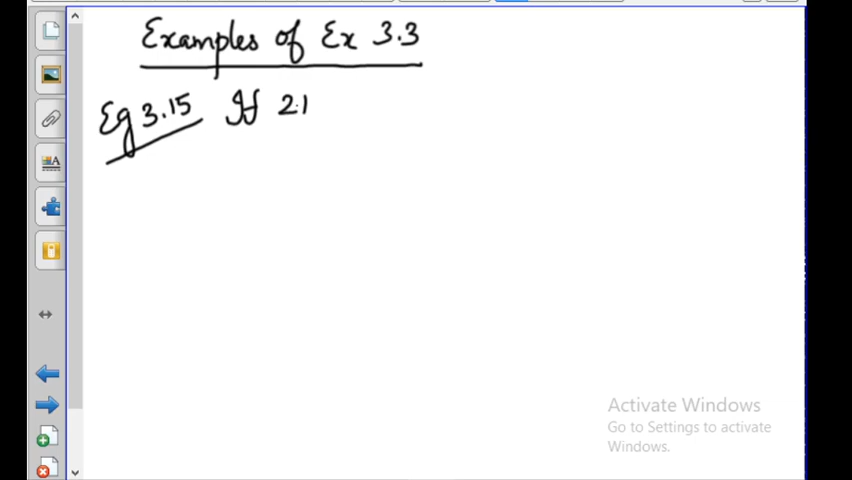 Examples of Ex 3.3
Eg 3.15 If 2.1
Activate Windows
Go to Settings to activate
Windows.